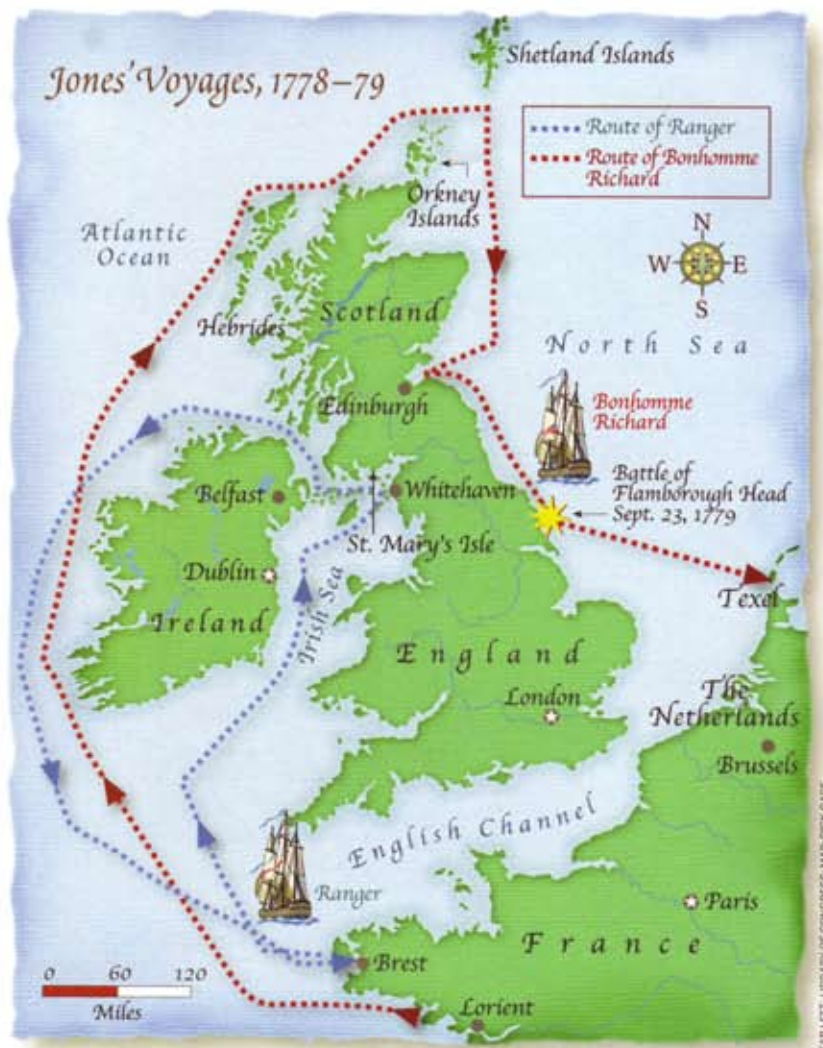 Jones' Voyages, 1778–79
Shetland Islands
Route of Ranger
Route of Bonhomme
Richard
Orkney
Islands
Atlantic
Ocean
N
W
E
S
Hebrides
Scotland
North Sea
Edinburgh
Bonhomme
Richard
Belfast
Whitehaven
Battle of
Flamborough Head
Sept. 23, 1779
St. Mary's Isle
Dublin
Texel
Ireland
Irish Sea
England
London
The
Netherlands
Brussels
English Channel
Ranger
Paris
France
Brest
0 60 120
Miles
Lorient
LIBRARY OF CONGRESS